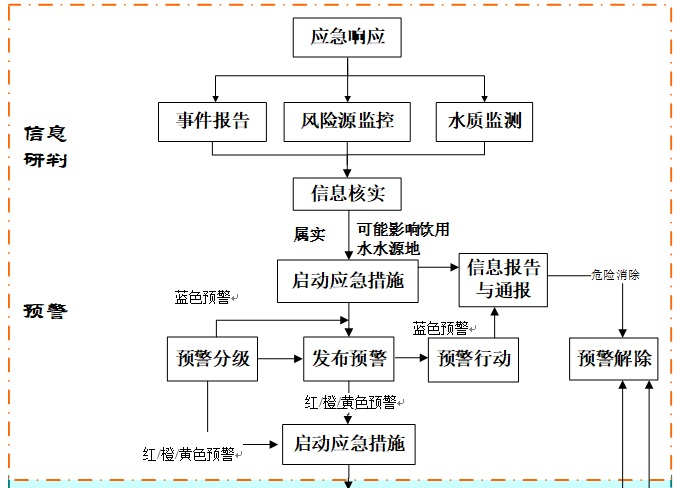 应急响应
事件报告
风险源监控
水质监测
信息
研判
信息核实
属实
可能影响饮用
水水源地
启动应急措施
信息报告
与通报
危险消除
蓝色预警
预警
蓝色预警
预警分级
发布预警
预警行动
预警解除
红/橙/黄色预警
红/橙/黄色预警
启动应急措施